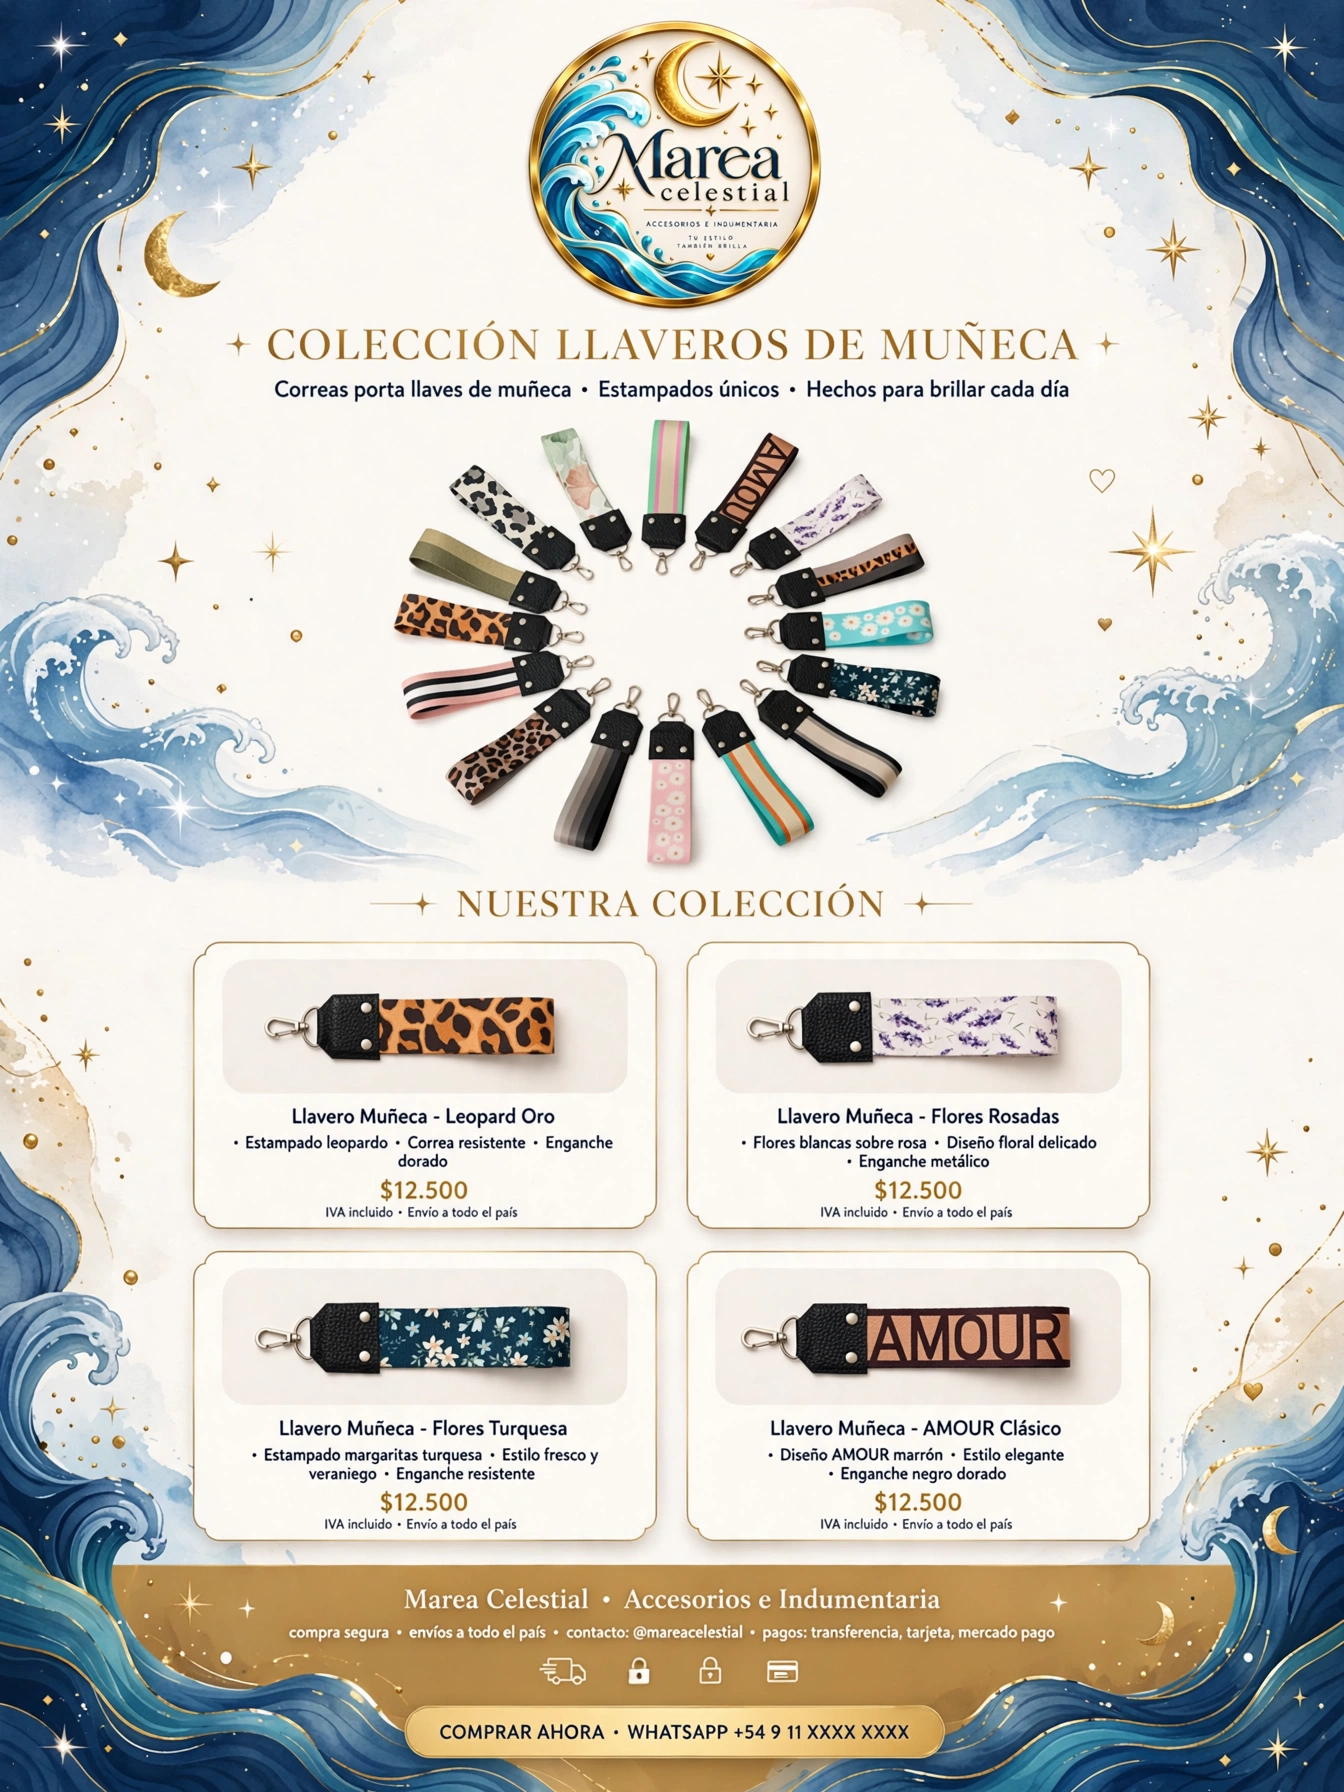 Marea
celestial
ACCESORIOS E INDUMENTARIA
TU ESTILO
TAMBIÉN BRILLA
COLECCIÓN LLAVEROS DE MUÑECA
Correas porta llaves de muñeca • Estampados únicos • Hechos para brillar cada día
AMOU
NUESTRA COLECCIÓN
Llavero Muñeca - Leopard Oro
• Estampado leopardo • Correa resistente • Enganche
dorado
$12.500
IVA incluido • Envío a todo el país
Llavero Muñeca - Flores Rosadas
• Flores blancas sobre rosa • Diseño floral delicado
• Enganche metálico
$12.500
IVA incluido • Envío a todo el país
Llavero Muñeca - Flores Turquesa
• Estampado margaritas turquesa • Estilo fresco y
veraniego • Enganche resistente
$12.500
IVA incluido • Envío a todo el país
AMOUR
Llavero Muñeca - AMOUR Clásico
• Diseño AMOUR marrón • Estilo elegante
• Enganche negro dorado
$12.500
IVA incluido • Envío a todo el país
Marea Celestial • Accesorios e Indumentaria
compra segura • envíos a todo el país • contacto: @mareacelestial • pagos: transferencia, tarjeta, mercado pago
COMPRAR AHORA • WHATSAPP +54 9 11 XXXX XXXX